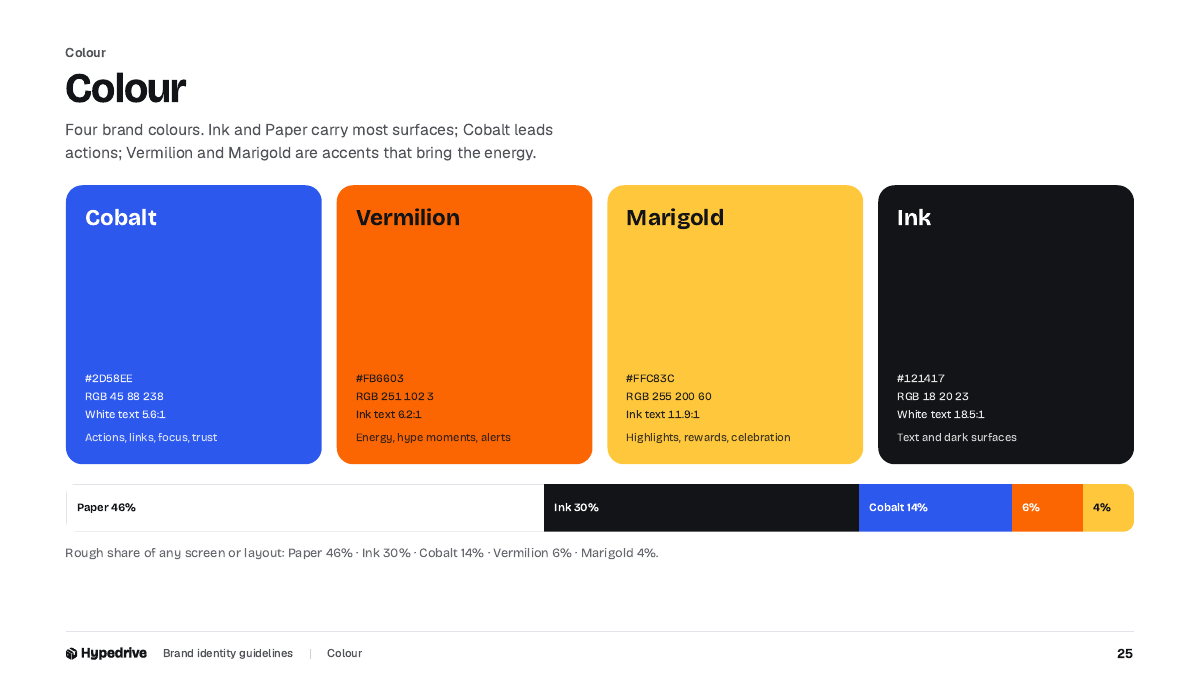 Colour
Colour
Four brand colours. Ink and Paper carry most surfaces; Cobalt leads
actions; Vermilion and Marigold are accents that bring the energy.
Cobalt
#2D58EE
RGB 45 88 238
White text 5.6:1
Actions, links, focus, trust
Vermilion
#FB6603
RGB 251 102 3
Ink text 6.2:1
Energy, hype moments, alerts
Marigold
#FFC83C
RGB 255 200 60
Ink text 11.9:1
Highlights, rewards, celebration
Ink
#121417
RGB 18 20 23
White text 18.5:1
Text and dark surfaces
Paper 46%
Ink 30%
Cobalt 14%
6%
4%
Rough share of any screen or layout: Paper 46% · Ink 30% · Cobalt 14% · Vermilion 6% · Marigold 4%.
Hypedrive
Brand identity guidelines
Colour
25